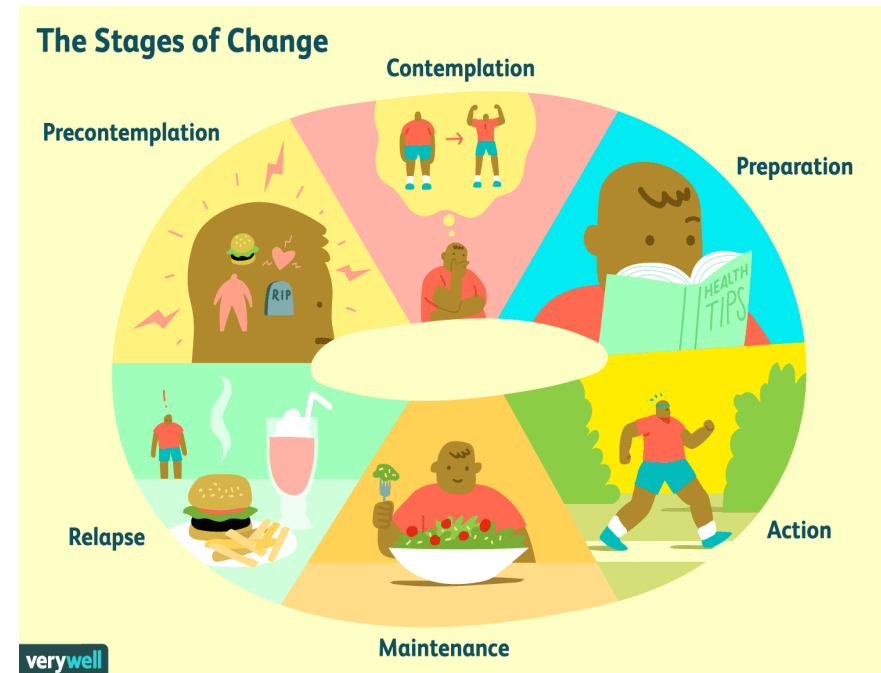 The Stages of Change
Contemplation
Precontemplation
Preparation
RIP
HEALTH
TIPS
Relapse
Action
Maintenance
verywell